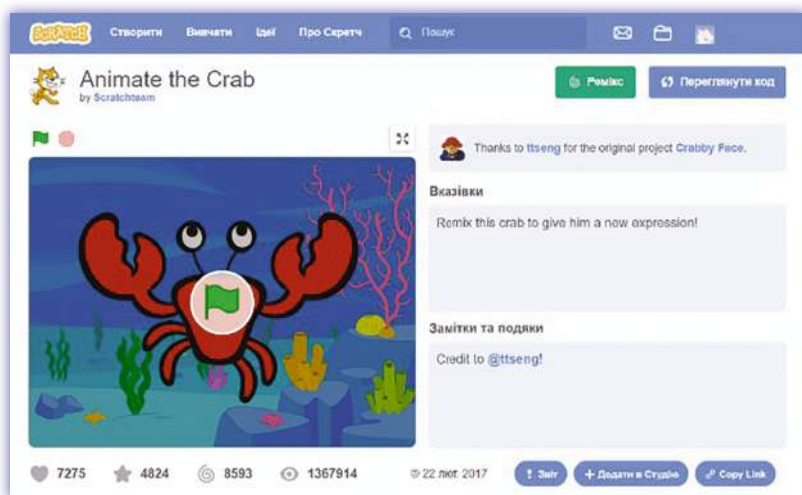 SCRATCH Створити Вивчати Ідеї Про Скретч Пошук
Animate the Crab
by Scratchteam
Ремікс
Переглянути код
Thanks to ttseng for the original project Crabby Face.
Вказівки
Remix this crab to give him a new expression!
Замітки та подяки
Credit to @ttseng!
7275 4824 8593 1367914 © 22 лют. 2017 Звіт + Додати в Студію Copy Link